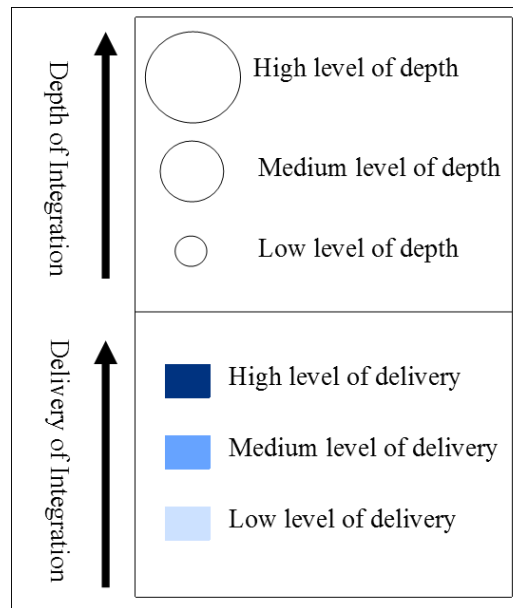 Depth of Integration
High level of depth
Medium level of depth
Low level of depth
Delivery of Integration
High level of delivery
Medium level of delivery
Low level of delivery